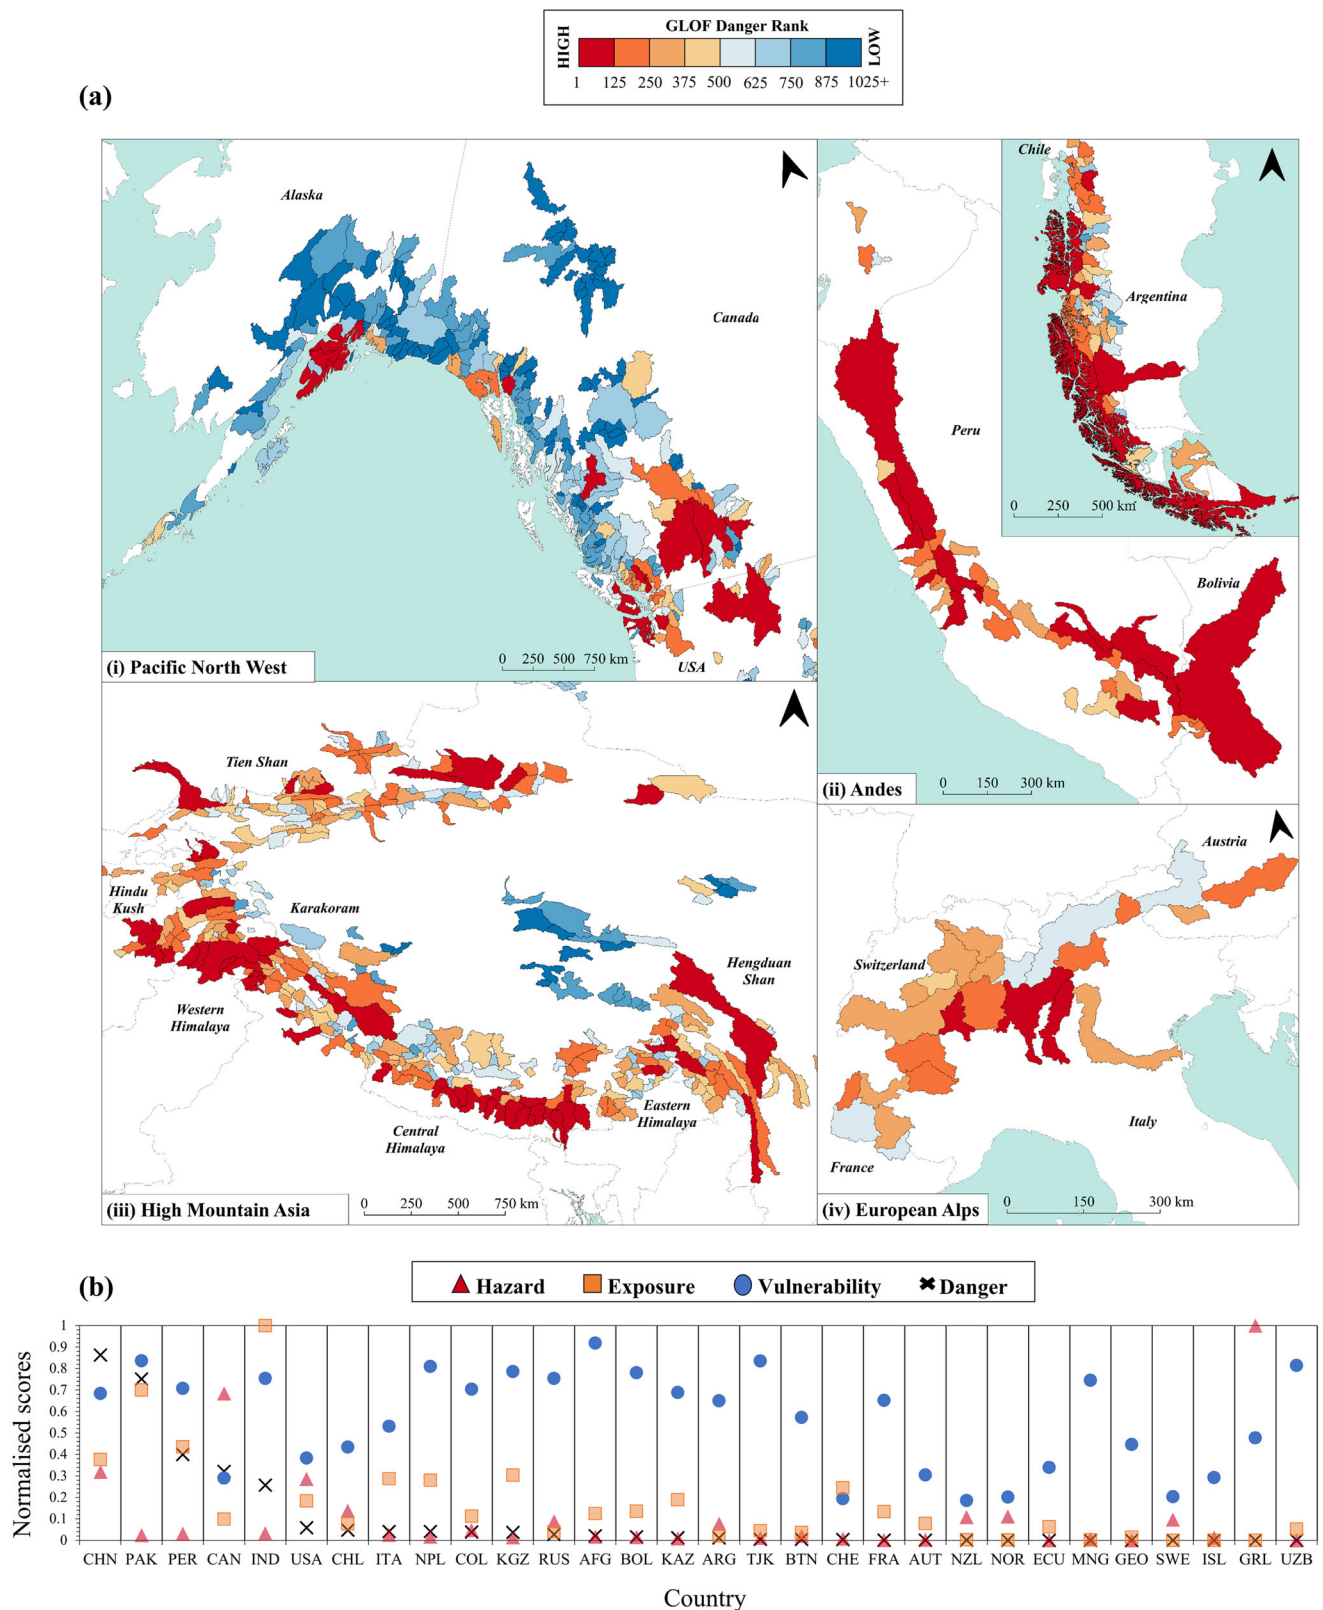 GLOF Danger Rank
HIGH
LOW
1 125 250 375 500 625 750 875 1025+
(a)
Alaska
Canada
USA
0 250 500 750 km
(i) Pacific North West
Chile
Argentina
0 250 500 km
Peru
Bolivia
0 150 300 km
(ii) Andes
Tien Shan
Hindu
Kush
Karakoram
Western
Himalaya
Hengduan
Shan
Central
Himalaya
Eastern
Himalaya
0 250 500 750 km
(iii) High Mountain Asia
Austria
Switzerland
Italy
France
0 150 300 km
(iv) European Alps
(b)
Hazard Exposure Vulnerability Danger
Normalised scores
1
0.9
0.8
0.7
0.6
0.5
0.4
0.3
0.2
0.1
0
CHN PAK PER CAN IND USA CHL ITA NPL COL KGZ RUS AFG BOL KAZ ARG TJK BTN CHE FRA AUT NZL NOR ECU MNG GEO SWE ISL GRL UZB
Country